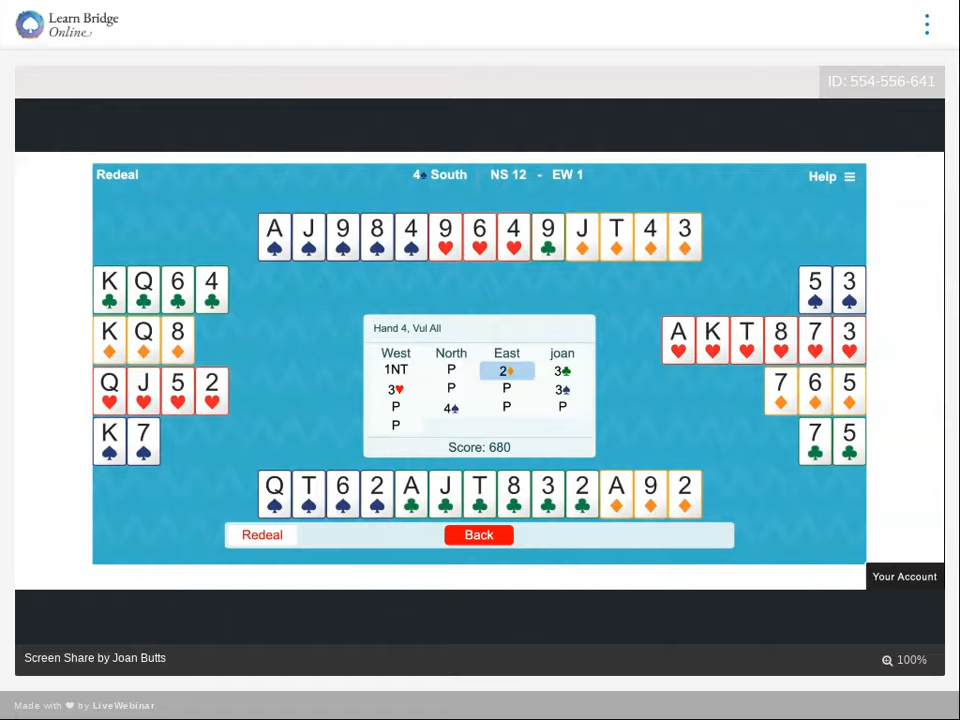 Learn Bridge
Online
ID: 554-556-641
Redeal
4♠ South NS 12 - EW 1
Help
A♠ J♠ 9♠ 8♠ 4♠ 9♥ 6♥ 4♥ 9♣ J♦ T♦ 4♦ 3♦
K♣ Q♣ 6♣ 4♣
5♠ 3♠
K♦ Q♦ 8♦
A♥ K♥ T♥ 8♥ 7♥ 3♥
Q♥ J♥ 5♥ 2♥
7♦ 6♦ 5♦
K♠ 7♠
7♣ 5♣
Hand 4, Vul All
West North East joan
1NT P 2♦ 3♣
3♥ P P 3♠
P 4♠ P P
P
Score: 680
Q♠ T♠ 6♠ 2♠ A♣ J♣ T♣ 8♣ 3♣ 2♣ A♦ 9♦ 2♦
Redeal
Back
Your Account
Screen Share by Joan Butts
100%
Made with ♥ by LiveWebinar